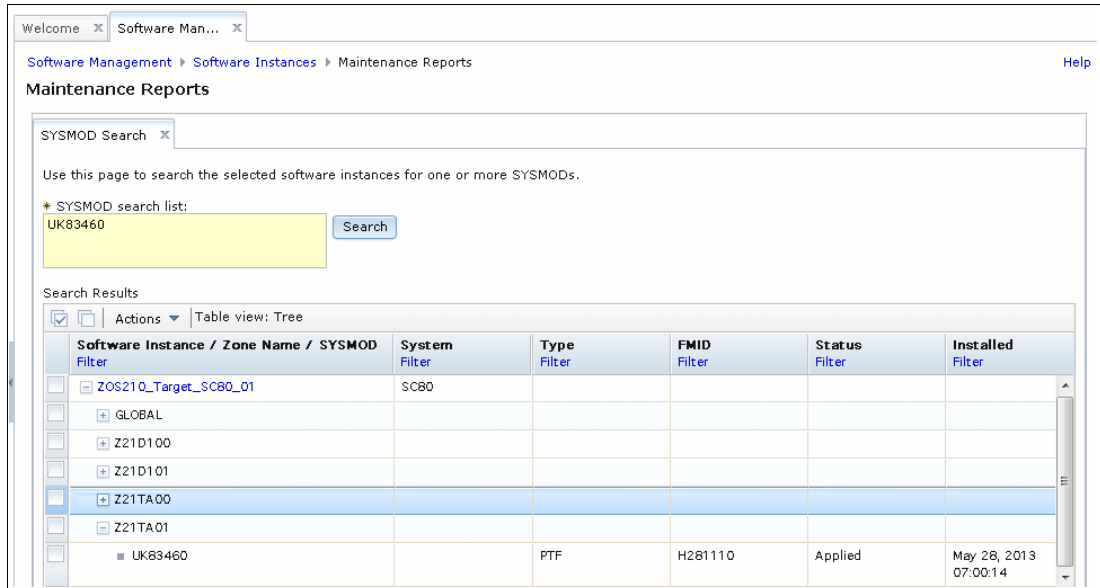 Welcome X Software Man... X
Software Management Software Instances Maintenance Reports Help
Maintenance Reports
SYSMOD Search X
Use this page to search the selected software instances for one or more SYSMODs.
* SYSMOD search list:
UK83460
Search
Search Results
Actions Table view: Tree
Software Instance / Zone Name / SYSMOD System Type FMID Status Installed
Filter Filter Filter Filter Filter Filter
ZOS210_Target_SC80_01 SC80
GLOBAL
Z21D100
Z21D101
Z21TA00
Z21TA01
UK83460 PTF H281110 Applied May 28, 2013
07:00:14